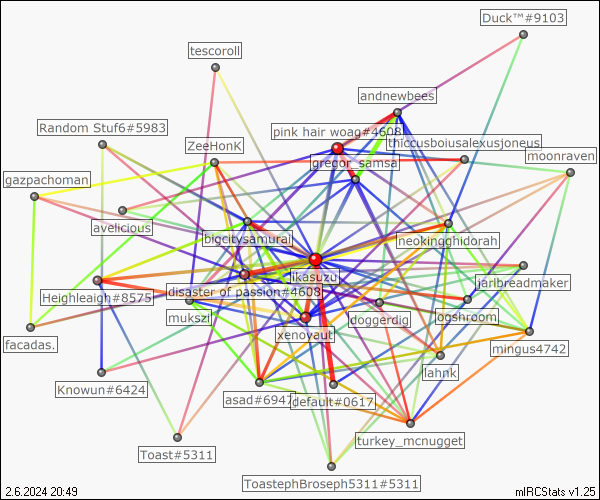 Duck™#9103
tescoroll
andnewbees
Random Stuf6#5983
pink hair woag#4608
thiccusboiusalexusjoneus
ZeeHonK
gregor_samsa
moonraven
gazpachoman
avelicious
bigcitysamurai
neokingghidorah
ikasuzu
jarlbreadmaker
Heighleaigh#8575
disaster of passion#4608
mukszi
doggerdig
ogshroom
xenoyaut
facadas.
mingus4742
lahnk
Knowun#6424
asad#6947
default#0617
turkey_mcnugget
Toast#5311
ToastephBroseph5311#5311
2.6.2024 20:49
mIRCStats v1.25